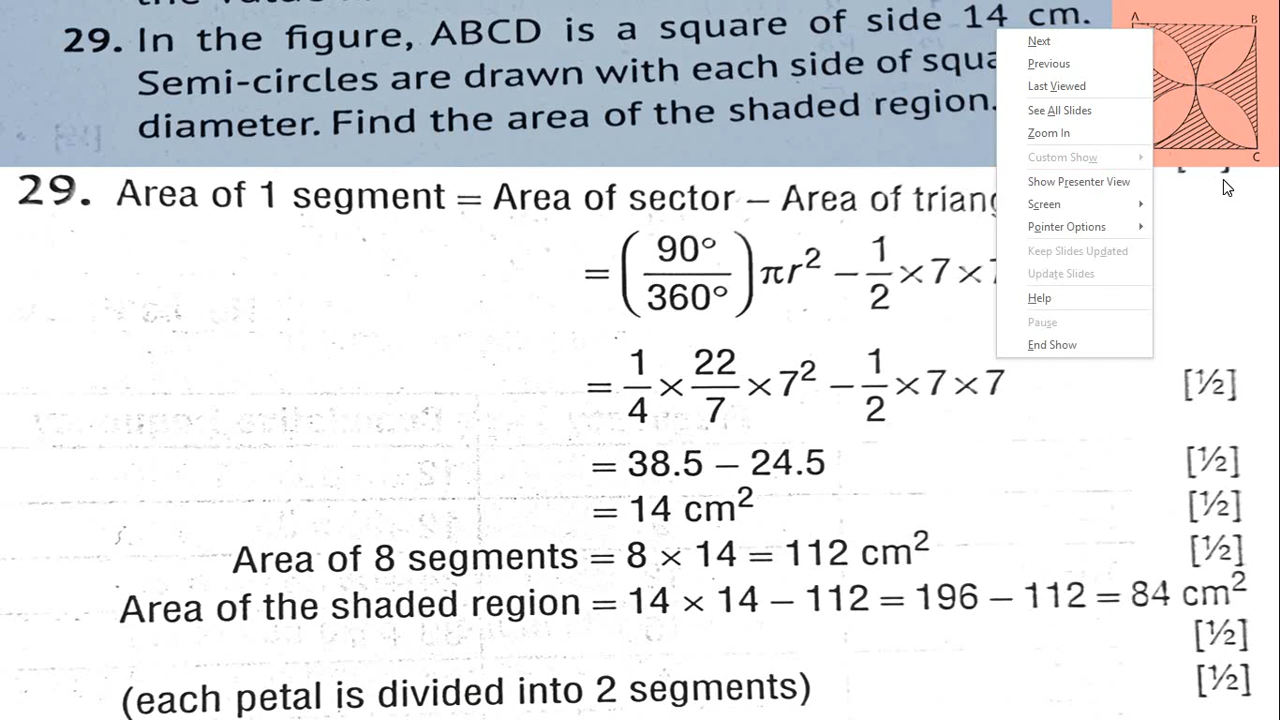 29. In the figure, ABCD is a square of side 14 cm.
Semi-circles are drawn with each side of
diameter. Find the area of the shaded region.
A
B
C
Next
Previous
Last Viewed
See All Slides
Zoom In
Custom Show
Show Presenter View
Screen
Pointer Options
Keep Slides Updated
Update Slides
Help
Pause
End Show
29. Area of 1 segment = Area of sector – Area of
= (90°/360°) πr² – 1/2 × 7 ×
= 1/4 × 22/7 × 7² – 1/2 × 7 × 7 [½]
= 38.5 – 24.5 [½]
= 14 cm² [½]
Area of 8 segments = 8 × 14 = 112 cm² [½]
Area of the shaded region = 14 × 14 – 112 = 196 – 112 = 84 cm²
[½]
(each petal is divided into 2 segments) [½]